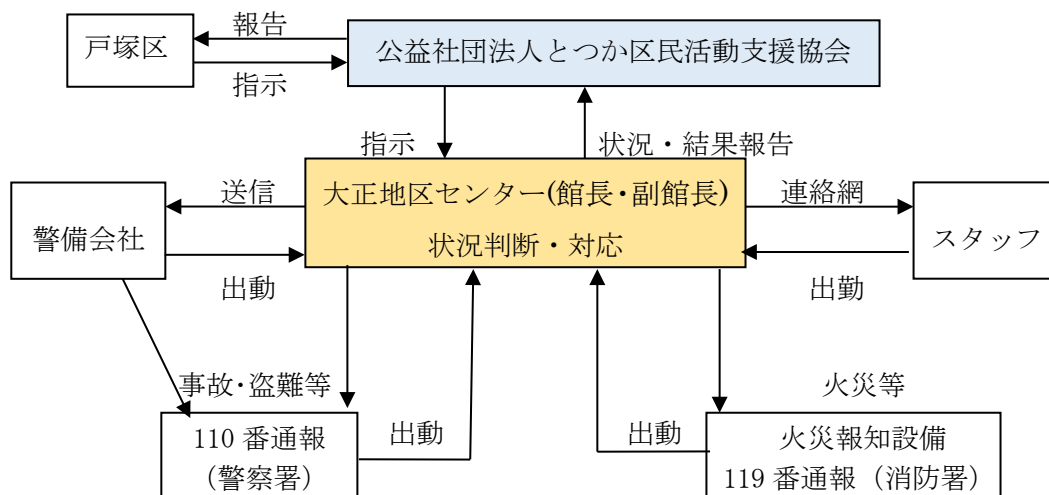 報告
戸塚区
公益社団法人とつか区民活動支援協会
指示
指示
状況・結果報告
送信
大正地区センター(館長・副館長)
連絡網
警備会社
状況判断・対応
スタッフ
出動
出勤
事故・盗難等
火災等
110 番通報
(警察署)
出動
出動
火災報知設備
119 番通報(消防署)